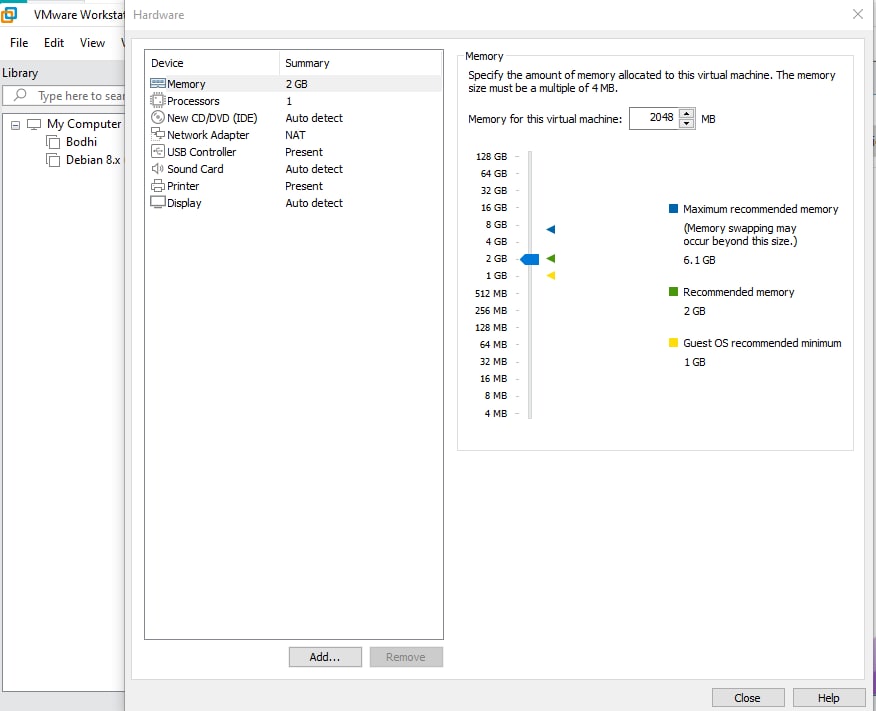 VMware Workstat
Hardware
File Edit View
Library
Type here to sear
My Computer
Bodhi
Debian 8.x
Device Summary
Memory 2 GB
Processors 1
New CD/DVD (IDE) Auto detect
Network Adapter NAT
USB Controller Present
Sound Card Auto detect
Printer Present
Display Auto detect
Add...
Remove
Memory
Specify the amount of memory allocated to this virtual machine. The memory
size must be a multiple of 4 MB.
Memory for this virtual machine: 2048 MB
128 GB
64 GB
32 GB
16 GB
8 GB
4 GB
2 GB
1 GB
512 MB
256 MB
128 MB
64 MB
32 MB
16 MB
8 MB
4 MB
Maximum recommended memory
(Memory swapping may
occur beyond this size.)
6.1 GB
Recommended memory
2 GB
Guest OS recommended minimum
1 GB
Close
Help